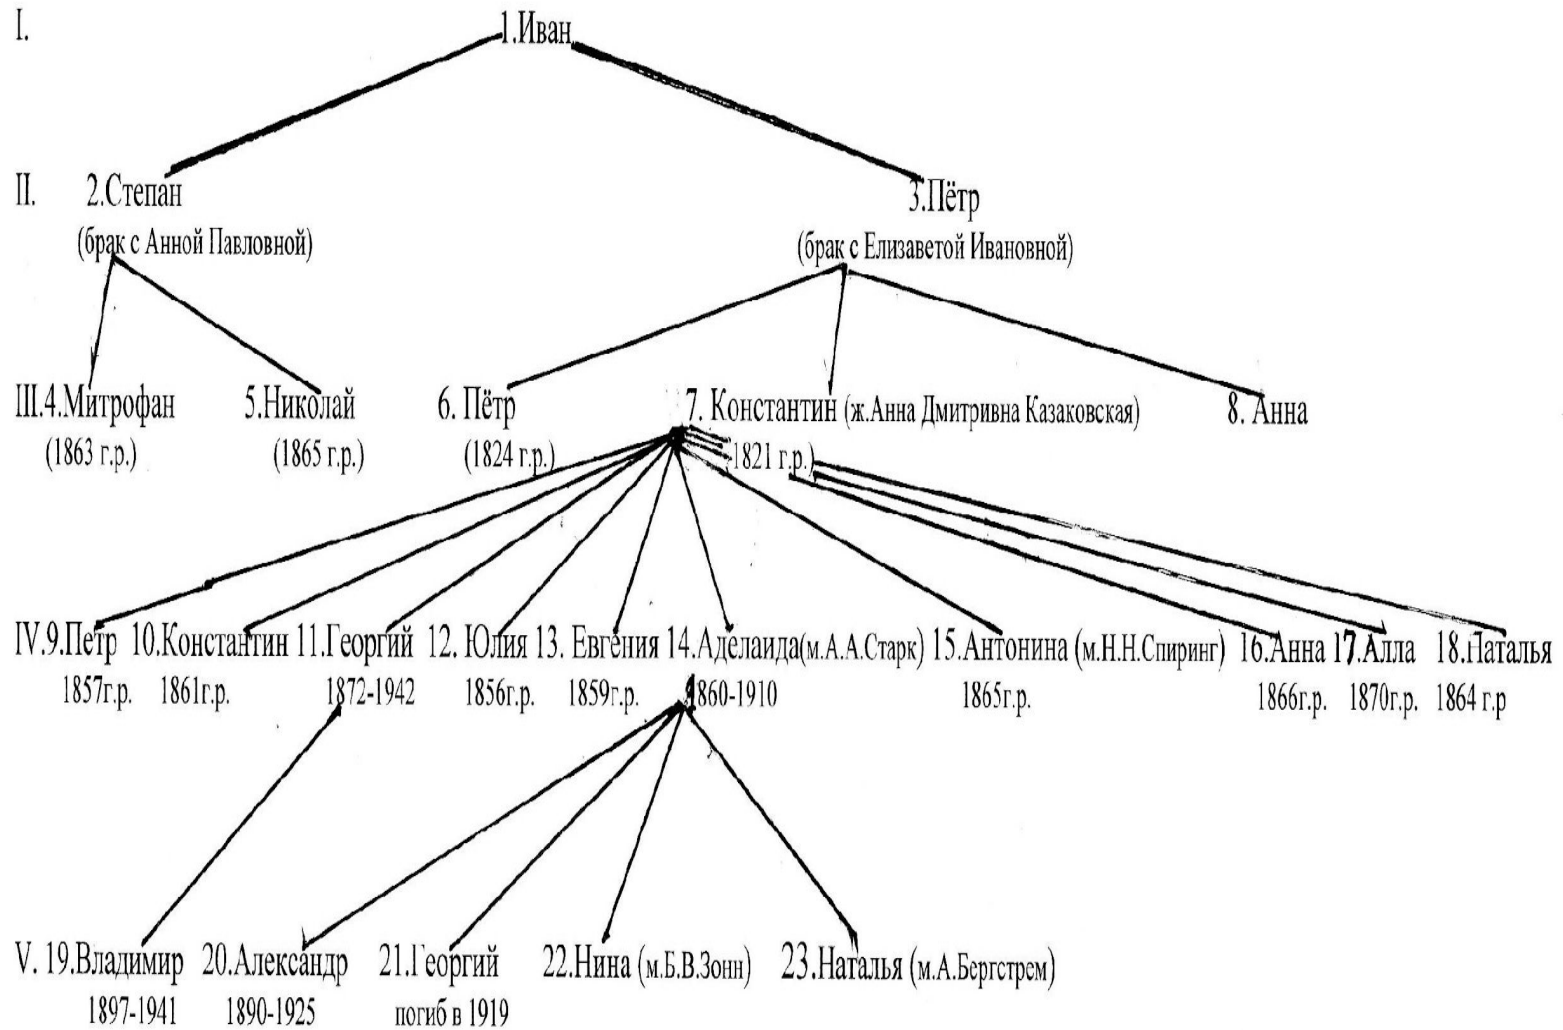 I. 1.Иван
II. 2.Степан 3.Пётр
(брак с Анной Павловной) (брак с Елизаветой Ивановной)
III.4.Митрофан 5.Николай 6. Пётр 7. Константин (ж.Анна Дмитривна Казаковская) 8. Анна
(1863 г.р.) (1865 г.р.) (1824 г.р.) (1821 г.р.)
IV.9.Петр 10.Константин 11.Георгий 12. Юлия 13. Евгения 14.Аделаида(м.А.А.Старк) 15.Антонина (м.Н.Н.Спиринг) 16.Анна 17.Алла 18.Наталья
1857г.р. 1861г.р. 1872-1942 1856г.р. 1859г.р. 1860-1910 1865г.р. 1866г.р. 1870г.р. 1864 г.р
V. 19.Владимир 20.Александр 21.Георгий 22.Нина (м.Б.В.Зонн) 23.Наталья (м.А.Бергстрем)
1897-1941 1890-1925 погиб в 1919